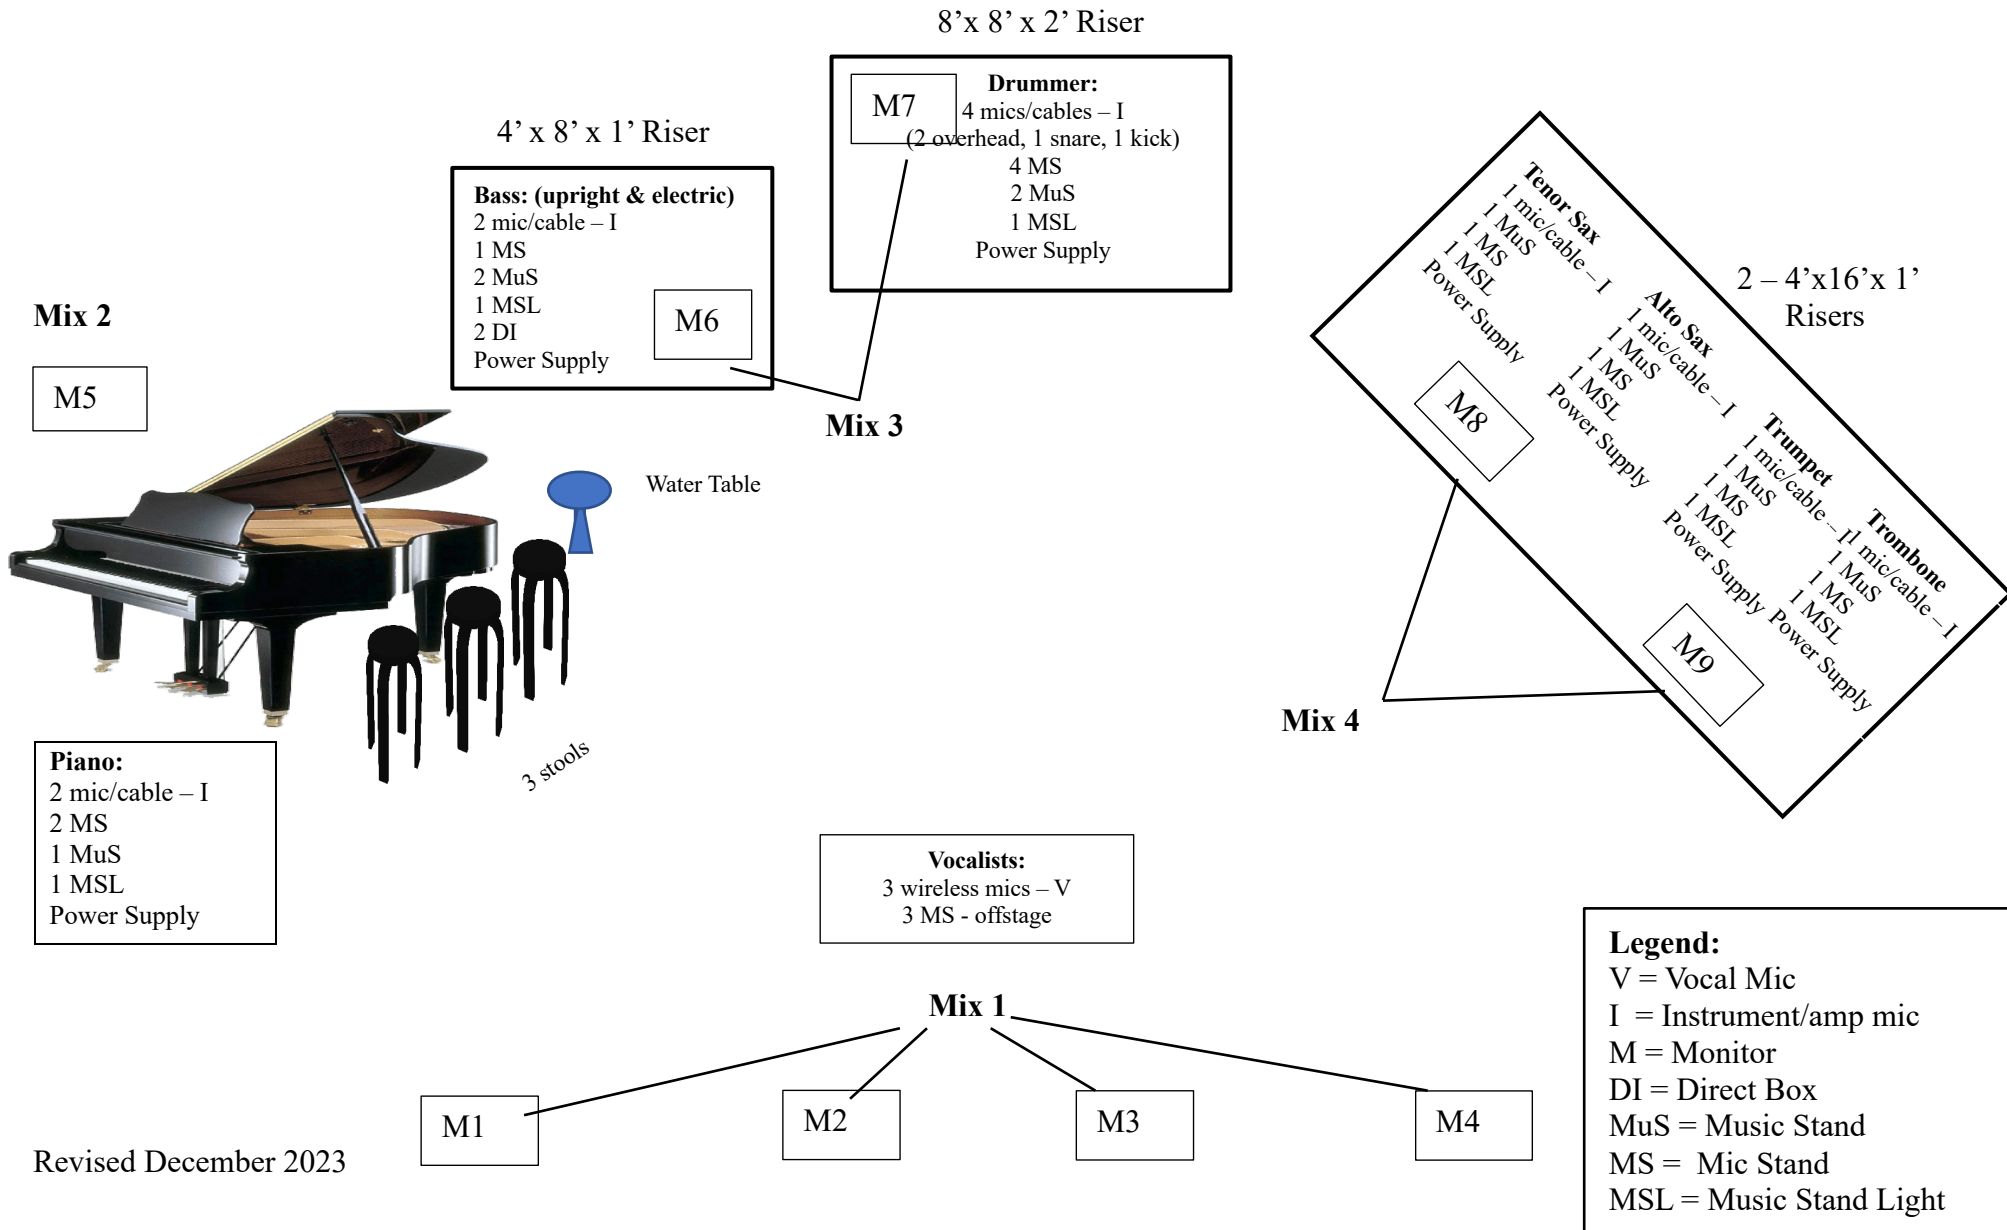 8’x 8’ x 2’ Riser
Drummer:
M7
4 mics/cables – I
(2 overhead, 1 snare, 1 kick)
4 MS
2 MuS
1 MSL
Power Supply
4’ x 8’ x 1’ Riser
Bass: (upright & electric)
2 mic/cable – I
1 MS
2 MuS
1 MSL
2 DI
Power Supply
M6
Mix 3
Mix 2
M5
Water Table
3 stools
Piano:
2 mic/cable – I
2 MS
1 MuS
1 MSL
Power Supply
2 – 4’x16’x 1’
Risers
Tenor Sax
1 mic/cable – I
1 MuS
1 MS
1 MSL
Power Supply
Alto Sax
1 mic/cable – I
1 MuS
1 MS
1 MSL
Power Supply
Trumpet
1 mic/cable – I
1 MuS
1 MS
1 MSL
Power Supply
Trombone
1 mic/cable – I
1 MuS
1 MS
1 MSL
Power Supply
M8
M9
Mix 4
Vocalists:
3 wireless mics – V
3 MS - offstage
Mix 1
M1
M2
M3
M4
Revised December 2023
Legend:
V = Vocal Mic
I = Instrument/amp mic
M = Monitor
DI = Direct Box
MuS = Music Stand
MS = Mic Stand
MSL = Music Stand Light